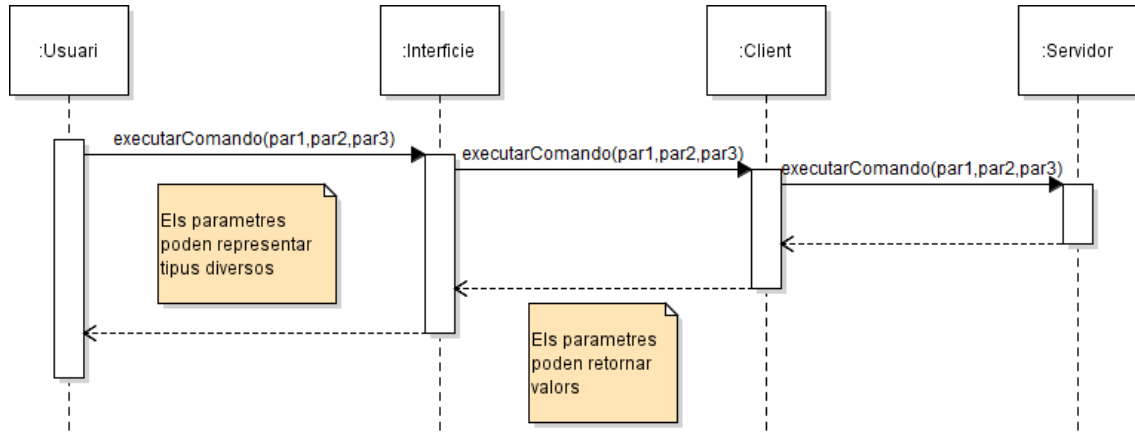 :Usuari
:Interficie
:Client
:Servidor
executarComando(par1,par2,par3)
executarComando(par1,par2,par3)
executarComando(par1,par2,par3)
Els parametres
poden representar
tipus diversos
Els parametres
poden retornar
valors